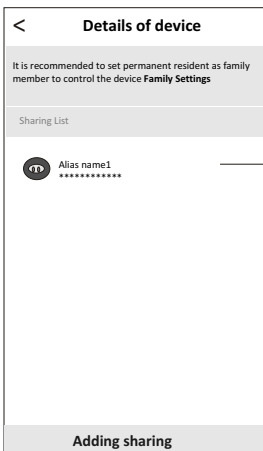 < Details of device
It is recommended to set permanent resident as family
member to control the device Family Settings
Sharing List
Alias name1
************
Adding sharing